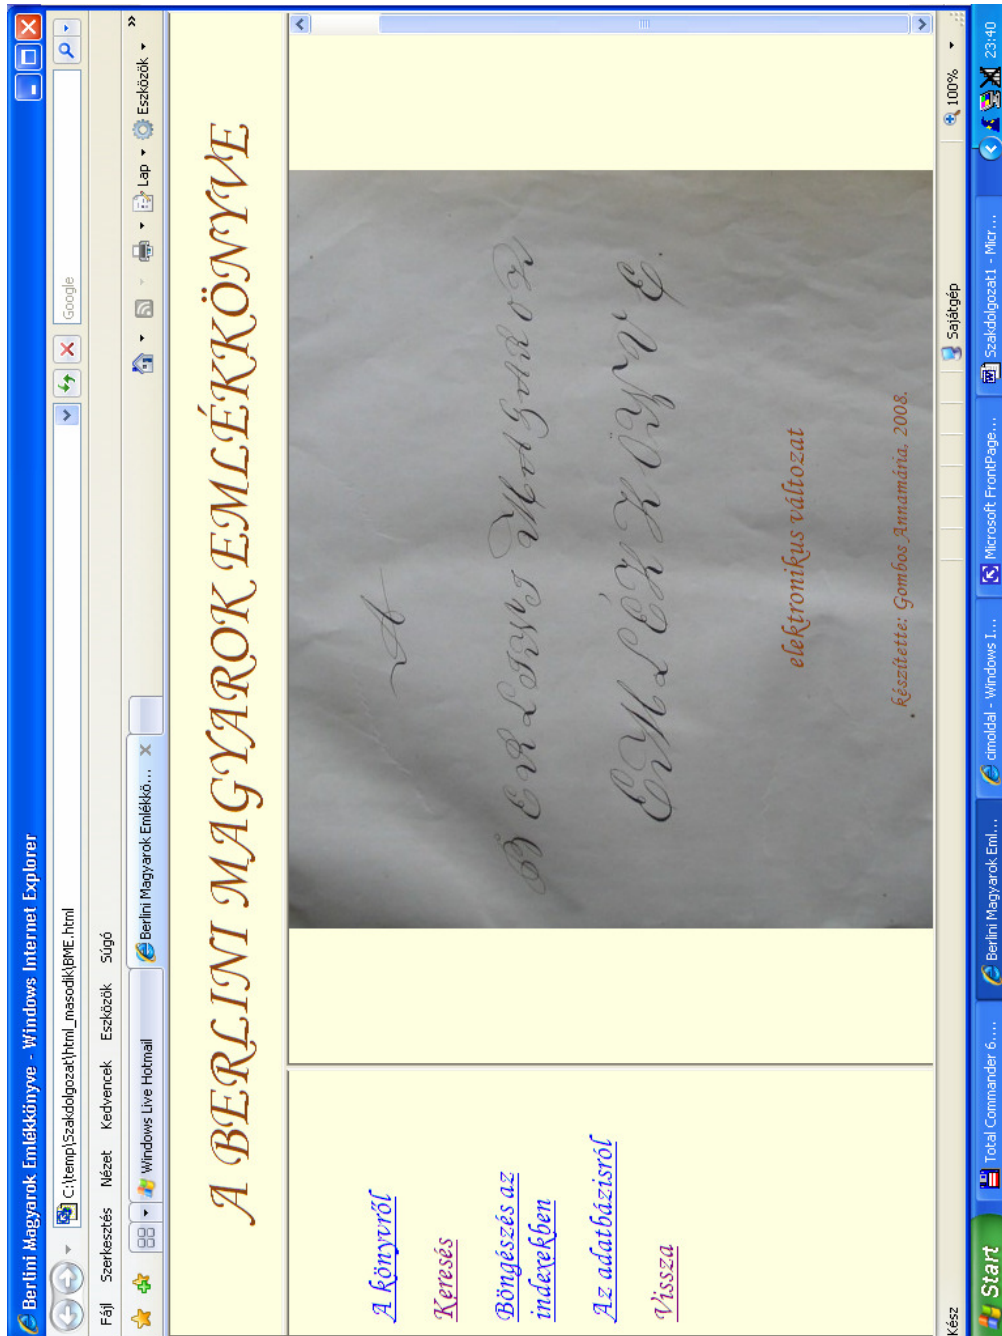 Berlini Magyarok Emlékkönyve - Windows Internet Explorer
C:\temp\Szakdolgozat\html_masodik\BME.html
Google
Fájl Szerkesztés Nézet Kedvencek Eszközök Súgó
Windows Live Hotmail
Berlini Magyarok Emlékkö...
Lap
Eszközök
»
A BERLINI MAGYAROK EMLÉKKÖNYVE
A könyvről
Keresés
Böngészés az
indexekben
Az adatbázisról
Vissza
A
BERLINI MAGYAROK
EMLÉKKÖNYVE.
elektronikus változat
készítette: Gombos Annamária, 2008.
Kész
Sajátgép
100%
Start
Total Commander 6....
Berlini Magyarok Eml...
cimoldal - Windows I...
Microsoft FrontPage...
Szakdolgozat1 - Micr...
23:40